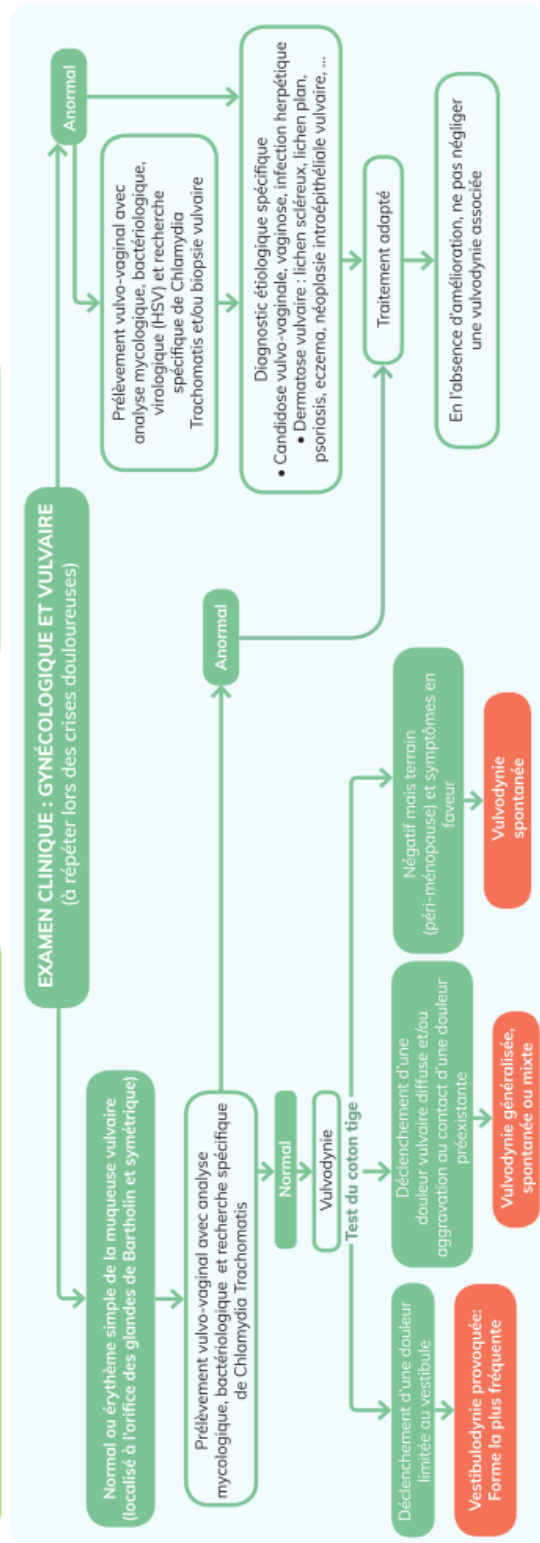 EXAMEN CLINIQUE : GYNÉCOLOGIQUE ET VULVAIRE
(à répéter lors des crises douloureuses)
Normal ou érythème simple de la muqueuse vulvaire
(localisé à l'orifice des glandes de Bartholin et symétrique)
Prélèvement vulvo-vaginal avec analyse
mycologique, bactériologique et recherche spécifique
de Chlamydia Trachomatis
Normal
Vulvodynie
Test du coton tige
Déclenchement d'une douleur
limitée au vestibule
Vestibulodynie provoquée:
Forme la plus fréquente
Déclenchement d'une
douleur vulvaire diffuse et/ou
aggravation au contact d'une douleur
préexistante
Vulvodynie généralisée,
spontanée ou mixte
Négatif mais terrain
(péri-ménopause) et symptômes en
faveur
Vulvodynie
spontanée
Anormal
Anormal
Prélèvement vulvo-vaginal avec
analyse mycologique, bactériologique,
virologique (HSV) et recherche
spécifique de Chlamydia
Trachomatis et/ou biopsie vulvaire
Diagnostic étiologique spécifique
• Candidose vulvo-vaginale, vaginose, infection herpétique
• Dermatose vulvaire : lichen scléreux, lichen plan,
psoriasis, eczema, néoplasie intraépithéliale vulvaire, ...
Traitement adapté
En l'absence d'amélioration, ne pas négliger
une vulvodynie associée